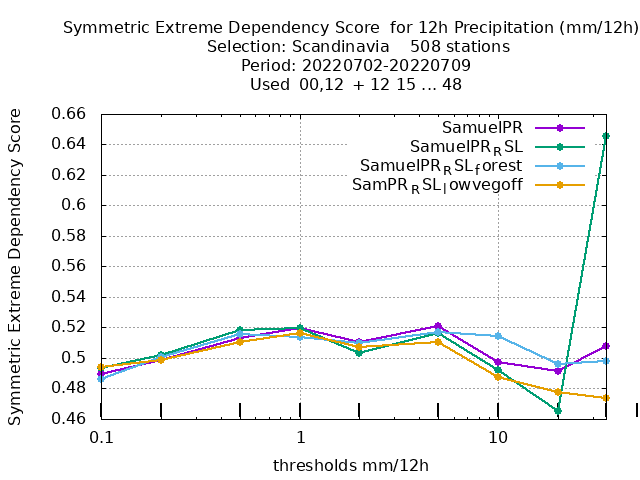 Symmetric Extreme Dependency Score for 12h Precipitation (mm/12h)
Selection: Scandinavia 508 stations
Period: 20220702-20220709
Used 00,12 + 12 15 ... 48
Symmetric Extreme Dependency Score
0.66
0.64
0.62
0.6
0.58
0.56
0.54
0.52
0.5
0.48
0.46
SamuelPR
SamuelPR_RSL
SamuelPR_RSL_forest
SamPR_RSL_lowvegoff
0.1 1 10
thresholds mm/12h